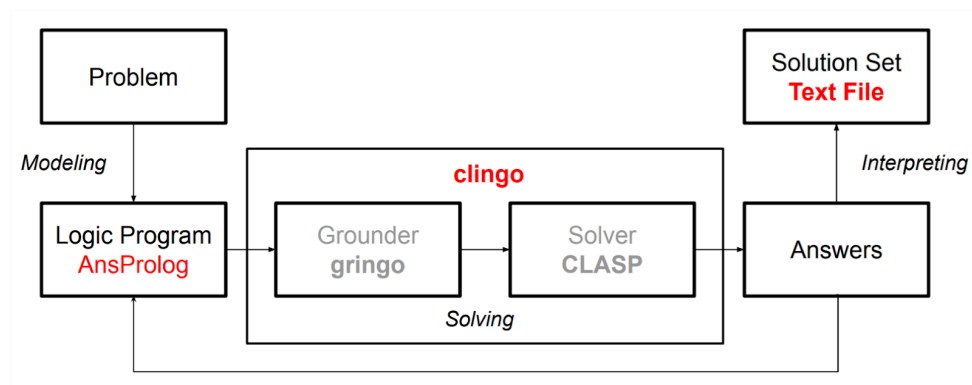 Problem
Solution Set
Text File
Modeling
Interpreting
clingo
Logic Program
AnsProlog
Grounder
gringo
Solver
CLASP
Answers
Solving